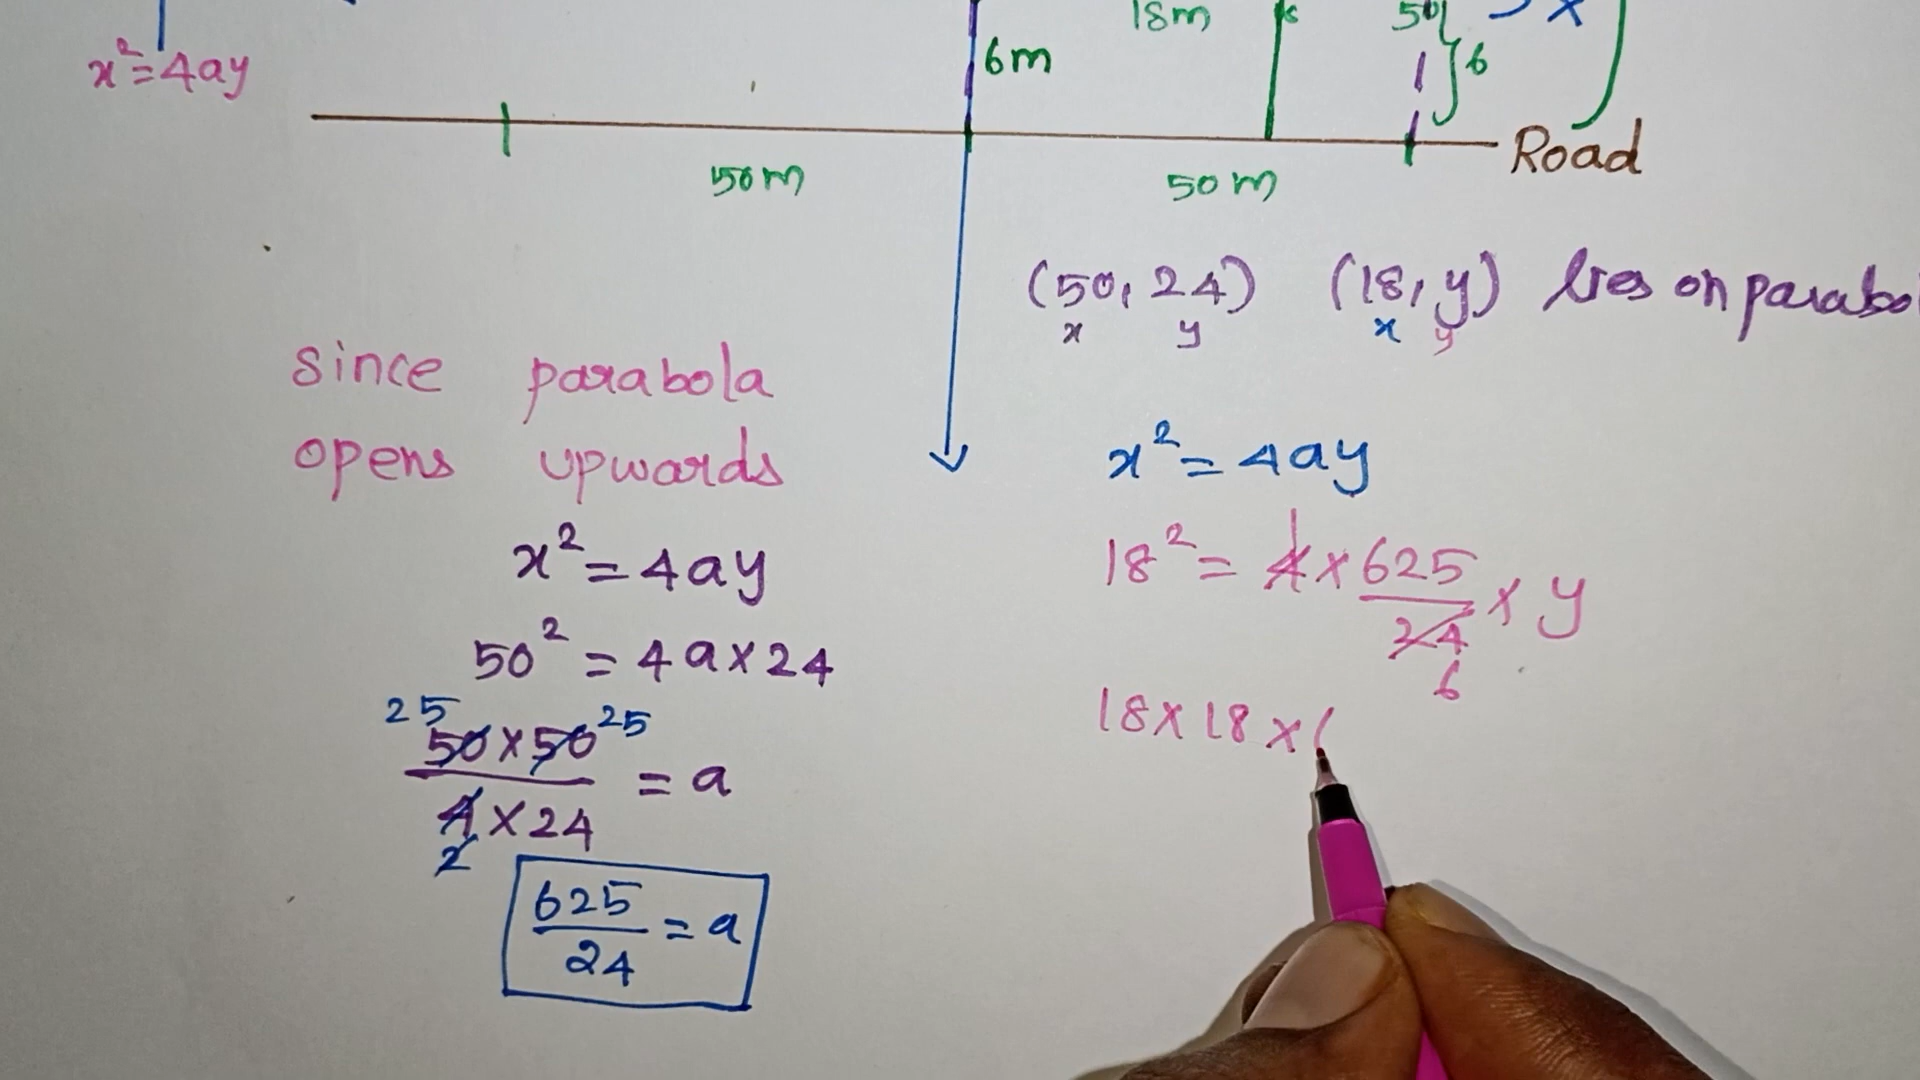 18m
50
x
x² = 4ay
6m
6
Road
50m
50m
(50, 24) (18, y) lies on parabo
x y x y
since parabola
opens upwards
x² = 4ay
x² = 4ay
18² = 4 × 625/24 × y
1
6
50² = 4a × 24
18 × 18 ×
25 25
50 × 50 / 4 × 24 = a
2
625/24 = a